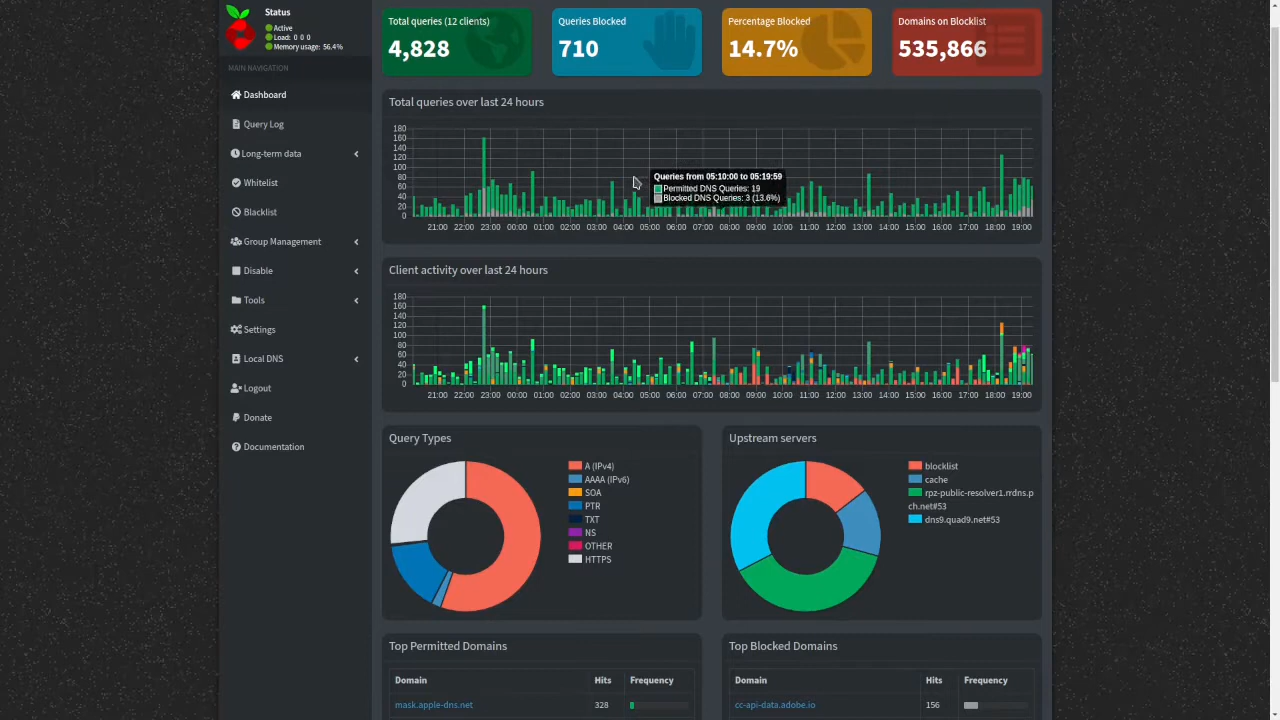 Status
Active
Load: 0 0 0
Memory usage: 56.4%
MAIN NAVIGATION
Dashboard
Query Log
Long-term data
Whitelist
Blacklist
Group Management
Disable
Tools
Settings
Local DNS
Logout
Donate
Documentation
Total queries (12 clients)
4,828
Queries Blocked
710
Percentage Blocked
14.7%
Domains on Blocklist
535,866
Total queries over last 24 hours
180
160
140
120
100
80
60
40
20
0
Queries from 05:10:00 to 05:19:59
Permitted DNS Queries: 19
Blocked DNS Queries: 3 (13.6%)
21:00 22:00 23:00 00:00 01:00 02:00 03:00 04:00 05:00 06:00 07:00 08:00 09:00 10:00 11:00 12:00 13:00 14:00 15:00 16:00 17:00 18:00 19:00
Client activity over last 24 hours
180
160
140
120
100
80
60
40
20
0
21:00 22:00 23:00 00:00 01:00 02:00 03:00 04:00 05:00 06:00 07:00 08:00 09:00 10:00 11:00 12:00 13:00 14:00 15:00 16:00 17:00 18:00 19:00
Query Types
A (IPv4)
AAAA (IPv6)
SOA
PTR
TXT
NS
OTHER
HTTPS
Upstream servers
blocklist
cache
rpz-public-resolver1.rrdns.p
ch.net#53
dns9.quad9.net#53
Top Permitted Domains
Domain Hits Frequency
mask.apple-dns.net 328
Top Blocked Domains
Domain Hits Frequency
cc-api-data.adobe.io 156